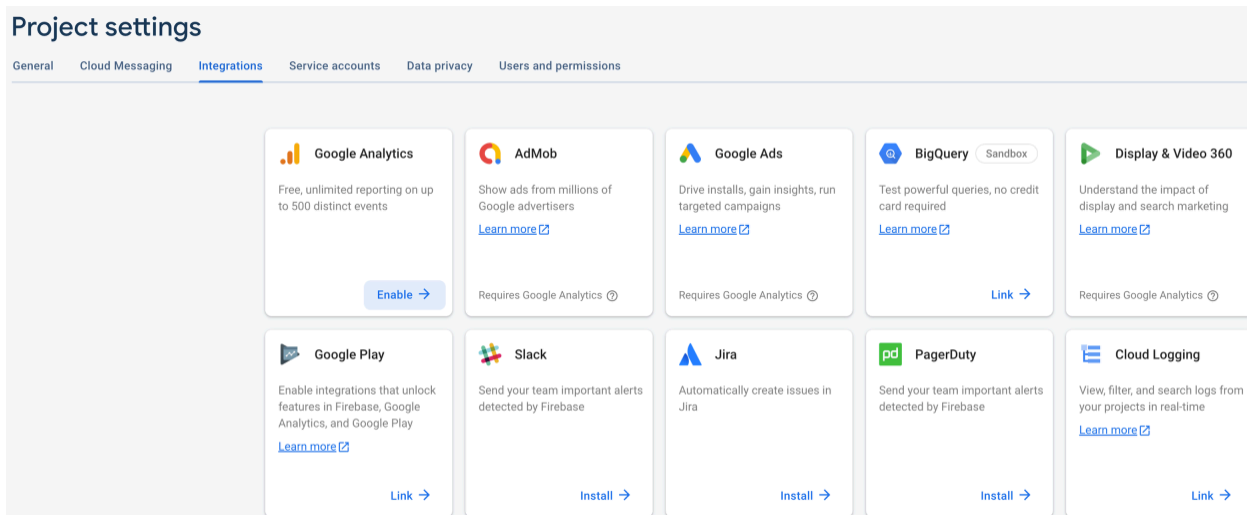 Project settings
General Cloud Messaging Integrations Service accounts Data privacy Users and permissions
Google Analytics
Free, unlimited reporting on up
to 500 distinct events
Enable
AdMob
Show ads from millions of
Google advertisers
Learn more
Requires Google Analytics
Google Ads
Drive installs, gain insights, run
targeted campaigns
Learn more
Requires Google Analytics
BigQuery Sandbox
Test powerful queries, no credit
card required
Learn more
Link
Display & Video 360
Understand the impact of
display and search marketing
Learn more
Requires Google Analytics
Google Play
Enable integrations that unlock
features in Firebase, Google
Analytics, and Google Play
Learn more
Link
Slack
Send your team important alerts
detected by Firebase
Install
Jira
Automatically create issues in
Jira
Install
pd PagerDuty
Send your team important alerts
detected by Firebase
Install
Cloud Logging
View, filter, and search logs from
your projects in real-time
Learn more
Link